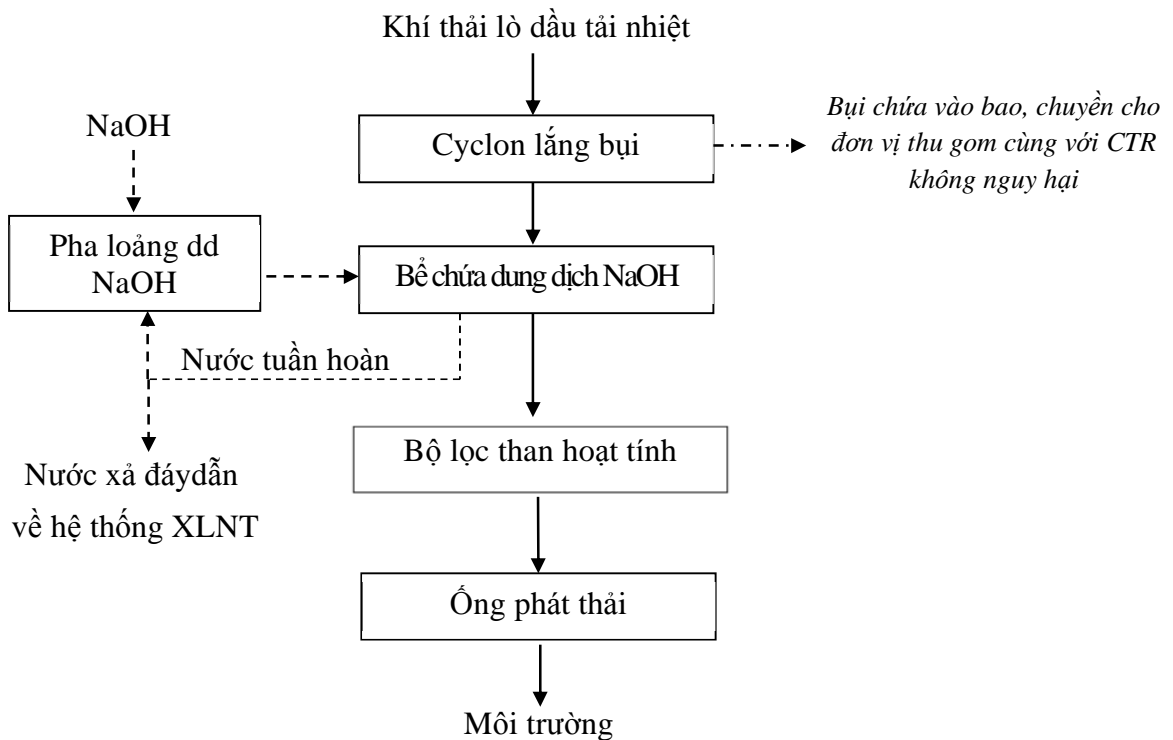 Khí thải lò dầu tải nhiệt
NaOH
Cyclon lắng bụi
Bụi chứa vào bao, chuyển cho
đơn vị thu gom cùng với CTR
không nguy hại
Pha loảng dd
NaOH
Bể chứa dung dịch NaOH
Nước tuần hoàn
Bộ lọc than hoạt tính
Nước xả đáydẫn
về hệ thống XLNT
Ống phát thải
Môi trường